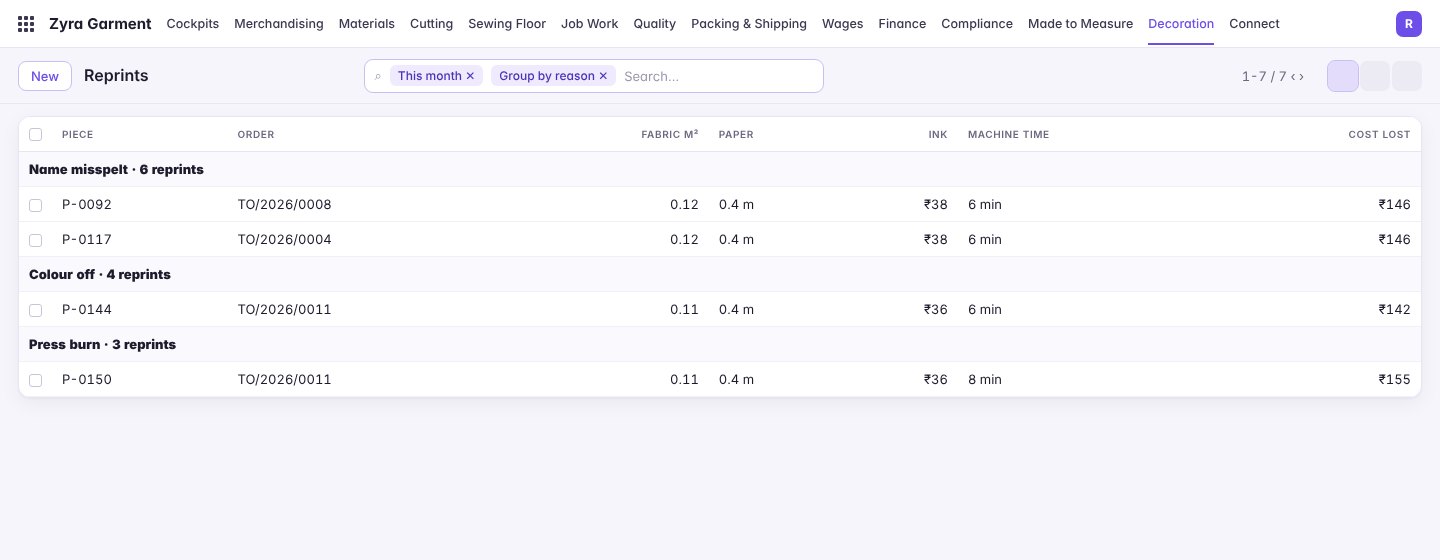 Zyra Garment Cockpits Merchandising Materials Cutting Sewing Floor Job Work Quality Packing & Shipping Wages Finance Compliance Made to Measure Decoration Connect R
New Reprints This month ✕ Group by reason ✕ Search... 1-7 / 7 ‹ ›
PIECE ORDER FABRIC M² PAPER INK MACHINE TIME COST LOST
Name misspelt · 6 reprints
P-0092 TO/2026/0008 0.12 0.4 m ₹38 6 min ₹146
P-0117 TO/2026/0004 0.12 0.4 m ₹38 6 min ₹146
Colour off · 4 reprints
P-0144 TO/2026/0011 0.11 0.4 m ₹36 6 min ₹142
Press burn · 3 reprints
P-0150 TO/2026/0011 0.11 0.4 m ₹36 8 min ₹155